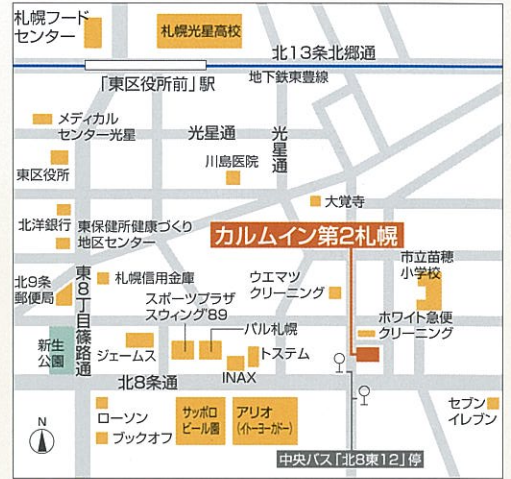 札幌フード
センター
札幌光星高校
北13条北郷通
「東区役所前」駅
地下鉄東豊線
メディカル
センター光星
光星通
光星通
川島医院
東区役所
大覚寺
北洋銀行
東保健所健康づくり
地区センター
カルムイン第2札幌
市立苗穂
小学校
北9条
郵便局
東8丁目篠路通
札幌信用金庫
ウエマツ
クリーニング
スポーツプラザ
スウィング'89
パル札幌
ホワイト急便
クリーニング
新生
公園
ジェームス
トステム
INAX
北8条通
ローソン
ブックオフ
サッポロ
ビール園
アリオ
(イトーヨーカドー)
セブン
イレブン
N
中央バス「北8東12」停